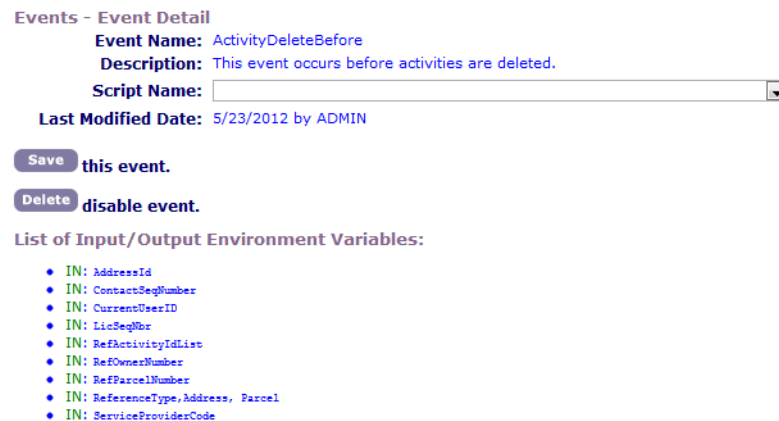 Events - Event Detail
Event Name: ActivityDeleteBefore
Description: This event occurs before activities are deleted.
Script Name:
Last Modified Date: 5/23/2012 by ADMIN
Save this event.
Delete disable event.
List of Input/Output Environment Variables:
IN: AddressId
IN: ContactSeqNumber
IN: CurrentUserID
IN: LicSeqNbr
IN: RefActivityIdList
IN: RefOwnerNumber
IN: RefParcelNumber
IN: ReferenceType,Address, Parcel
IN: ServiceProviderCode